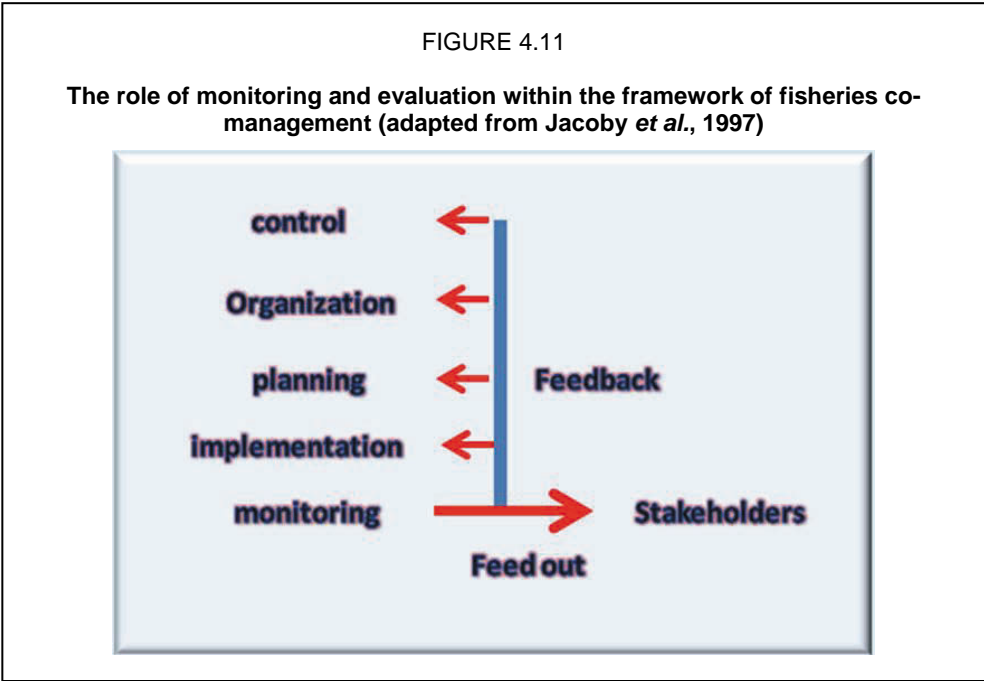 FIGURE 4.11
The role of monitoring and evaluation within the framework of fisheries co-
management (adapted from Jacoby et al., 1997)
control
Organization
planning
Feedback
implementation
monitoring
Stakeholders
Feed out